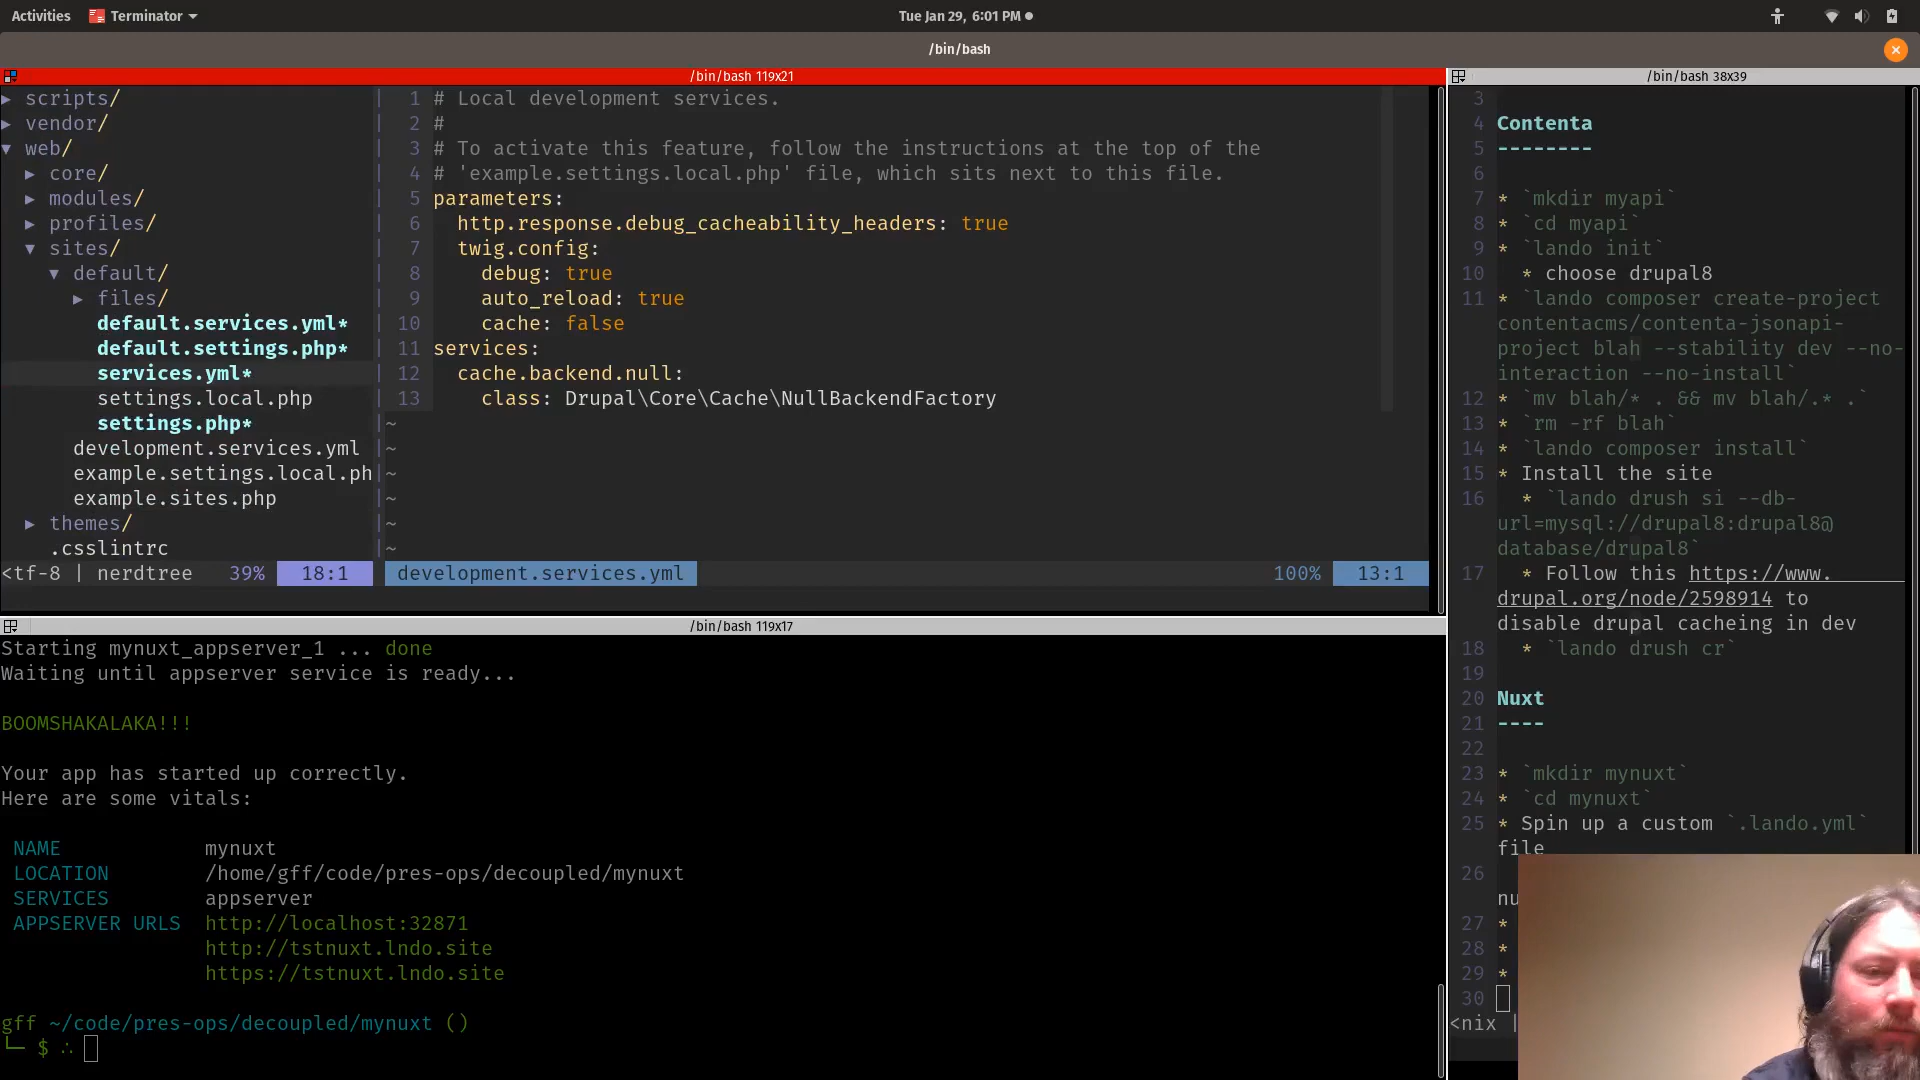 Activities Terminator Tue Jan 29, 6:01 PM
/bin/bash
/bin/bash 119x21
scripts/
vendor/
web/
core/
modules/
profiles/
sites/
default/
files/
default.services.yml*
default.settings.php*
services.yml*
settings.local.php
settings.php*
development.services.yml
example.settings.local.ph
example.sites.php
themes/
.csslintrc
<tf-8 | nerdtree 39% 18:1
1 # Local development services.
2 #
3 # To activate this feature, follow the instructions at the top of the
4 # 'example.settings.local.php' file, which sits next to this file.
5 parameters:
6 http.response.debug_cacheability_headers: true
7 twig.config:
8 debug: true
9 auto_reload: true
10 cache: false
11 services:
12 cache.backend.null:
13 class: Drupal\Core\Cache\NullBackendFactory
~
~
~
~
~
~
development.services.yml 100% 13:1
/bin/bash 119x17
Starting mynuxt_appserver_1 ... done
Waiting until appserver service is ready...
BOOMSHAKALAKA!!!
Your app has started up correctly.
Here are some vitals:
NAME mynuxt
LOCATION /home/gff/code/pres-ops/decoupled/mynuxt
SERVICES appserver
APPSERVER URLS http://localhost:32871
http://tstnuxt.lndo.site
https://tstnuxt.lndo.site
gff ~/code/pres-ops/decoupled/mynuxt ()
└─ $ ∴
/bin/bash 38x39
3
4 Contenta
5 --------
6
7 * `mkdir myapi`
8 * `cd myapi`
9 * `lando init`
10 * choose drupal8
11 * `lando composer create-project
contentacms/contenta-jsonapi-
project blah --stability dev --no-
interaction --no-install`
12 * `mv blah/* . && mv blah/.* .`
13 * `rm -rf blah`
14 * `lando composer install`
15 * Install the site
16 * `lando drush si --db-
url=mysql://drupal8:drupal8@
database/drupal8`
17 * Follow this https://www.
drupal.org/node/2598914 to
disable drupal cacheing in dev
18 * `lando drush cr`
19
20 Nuxt
21 ----
22
23 * `mkdir mynuxt`
24 * `cd mynuxt`
25 * Spin up a custom `.lando.yml`
file
26
nu
27 *
28 *
29 *
30
<nix |